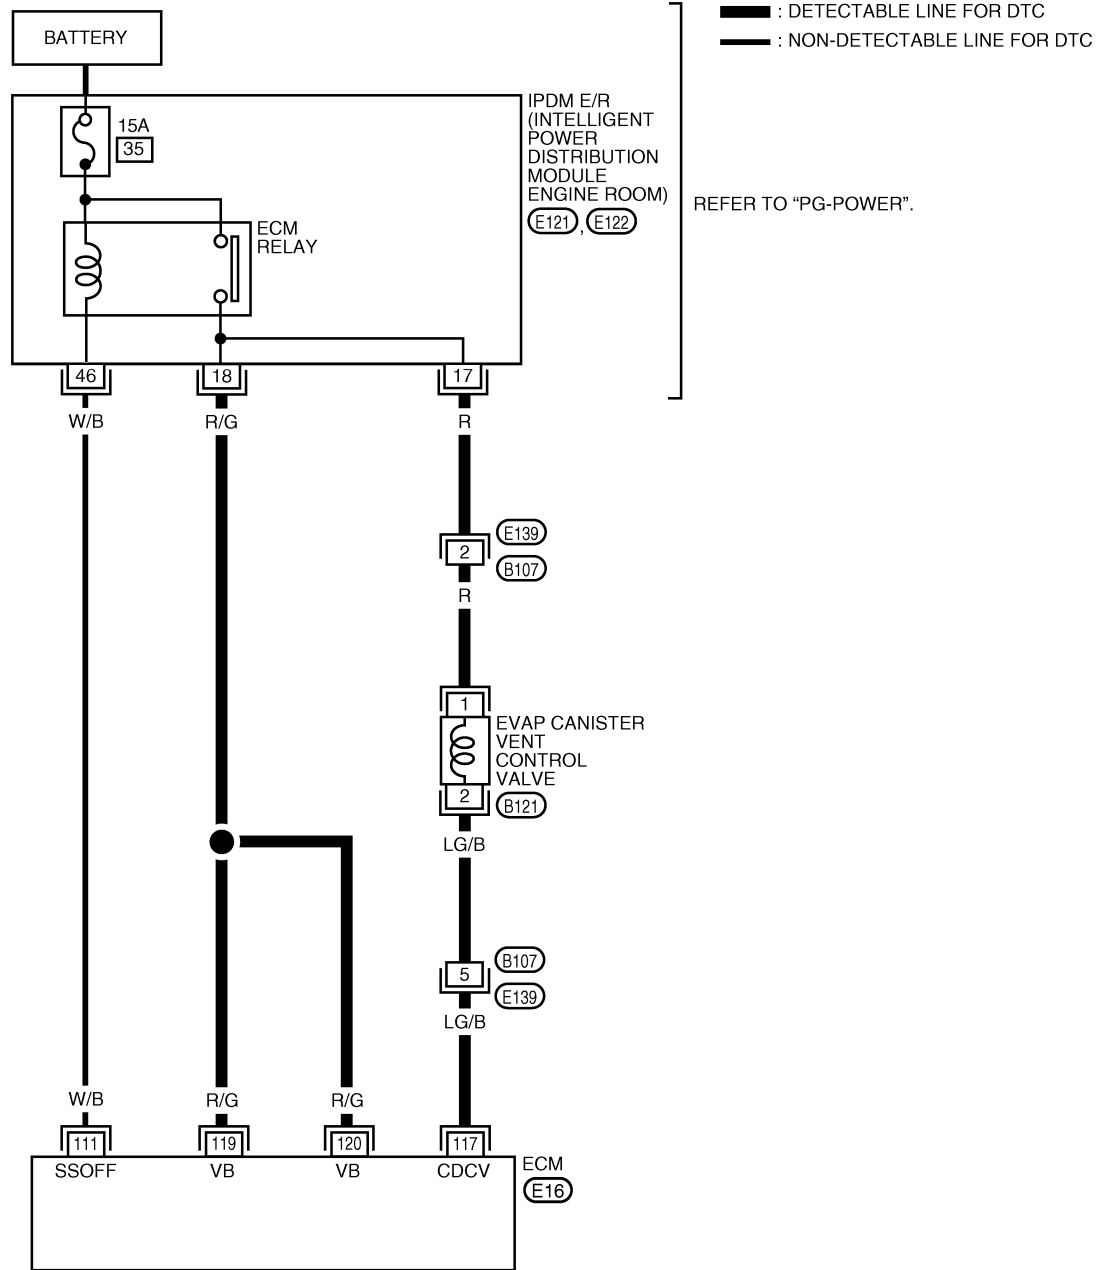 : DETECTABLE LINE FOR DTC
: NON-DETECTABLE LINE FOR DTC
BATTERY
15A
35
IPDM E/R
(INTELLIGENT
POWER
DISTRIBUTION
MODULE
ENGINE ROOM)
E121 , E122
REFER TO “PG-POWER”.
ECM
RELAY
46
18
17
W/B
R/G
R
E139
2
B107
R
1
EVAP CANISTER
VENT
CONTROL
VALVE
2
B121
LG/B
B107
5
E139
LG/B
W/B
R/G
R/G
111
119
120
117
SSOFF
VB
VB
CDCV
ECM
E16